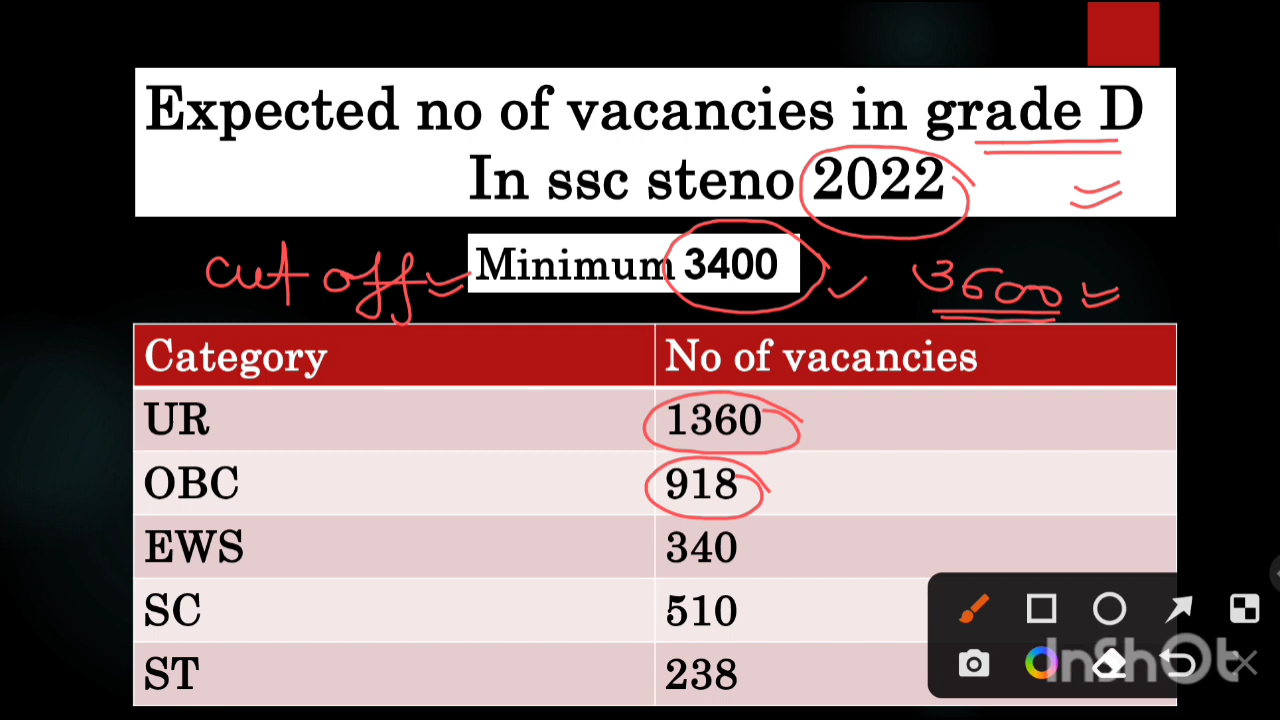 Expected no of vacancies in grade D
In ssc steno 2022
cut off Minimum 3400 3600
Category No of vacancies
UR 1360
OBC 918
EWS 340
SC 510
ST 238
InShOt